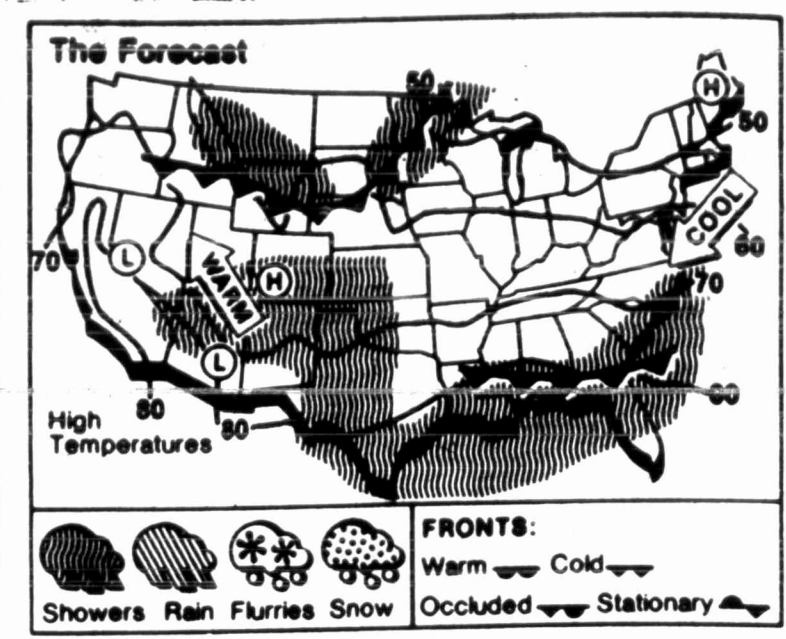 The Forecast
50
H
50
COOL
60
70
L
WARM
H
70
L
80
80
High
Temperatures
FRONTS:
Warm
Cold
Showers
Rain
Flurries
Snow
Occluded
Stationary